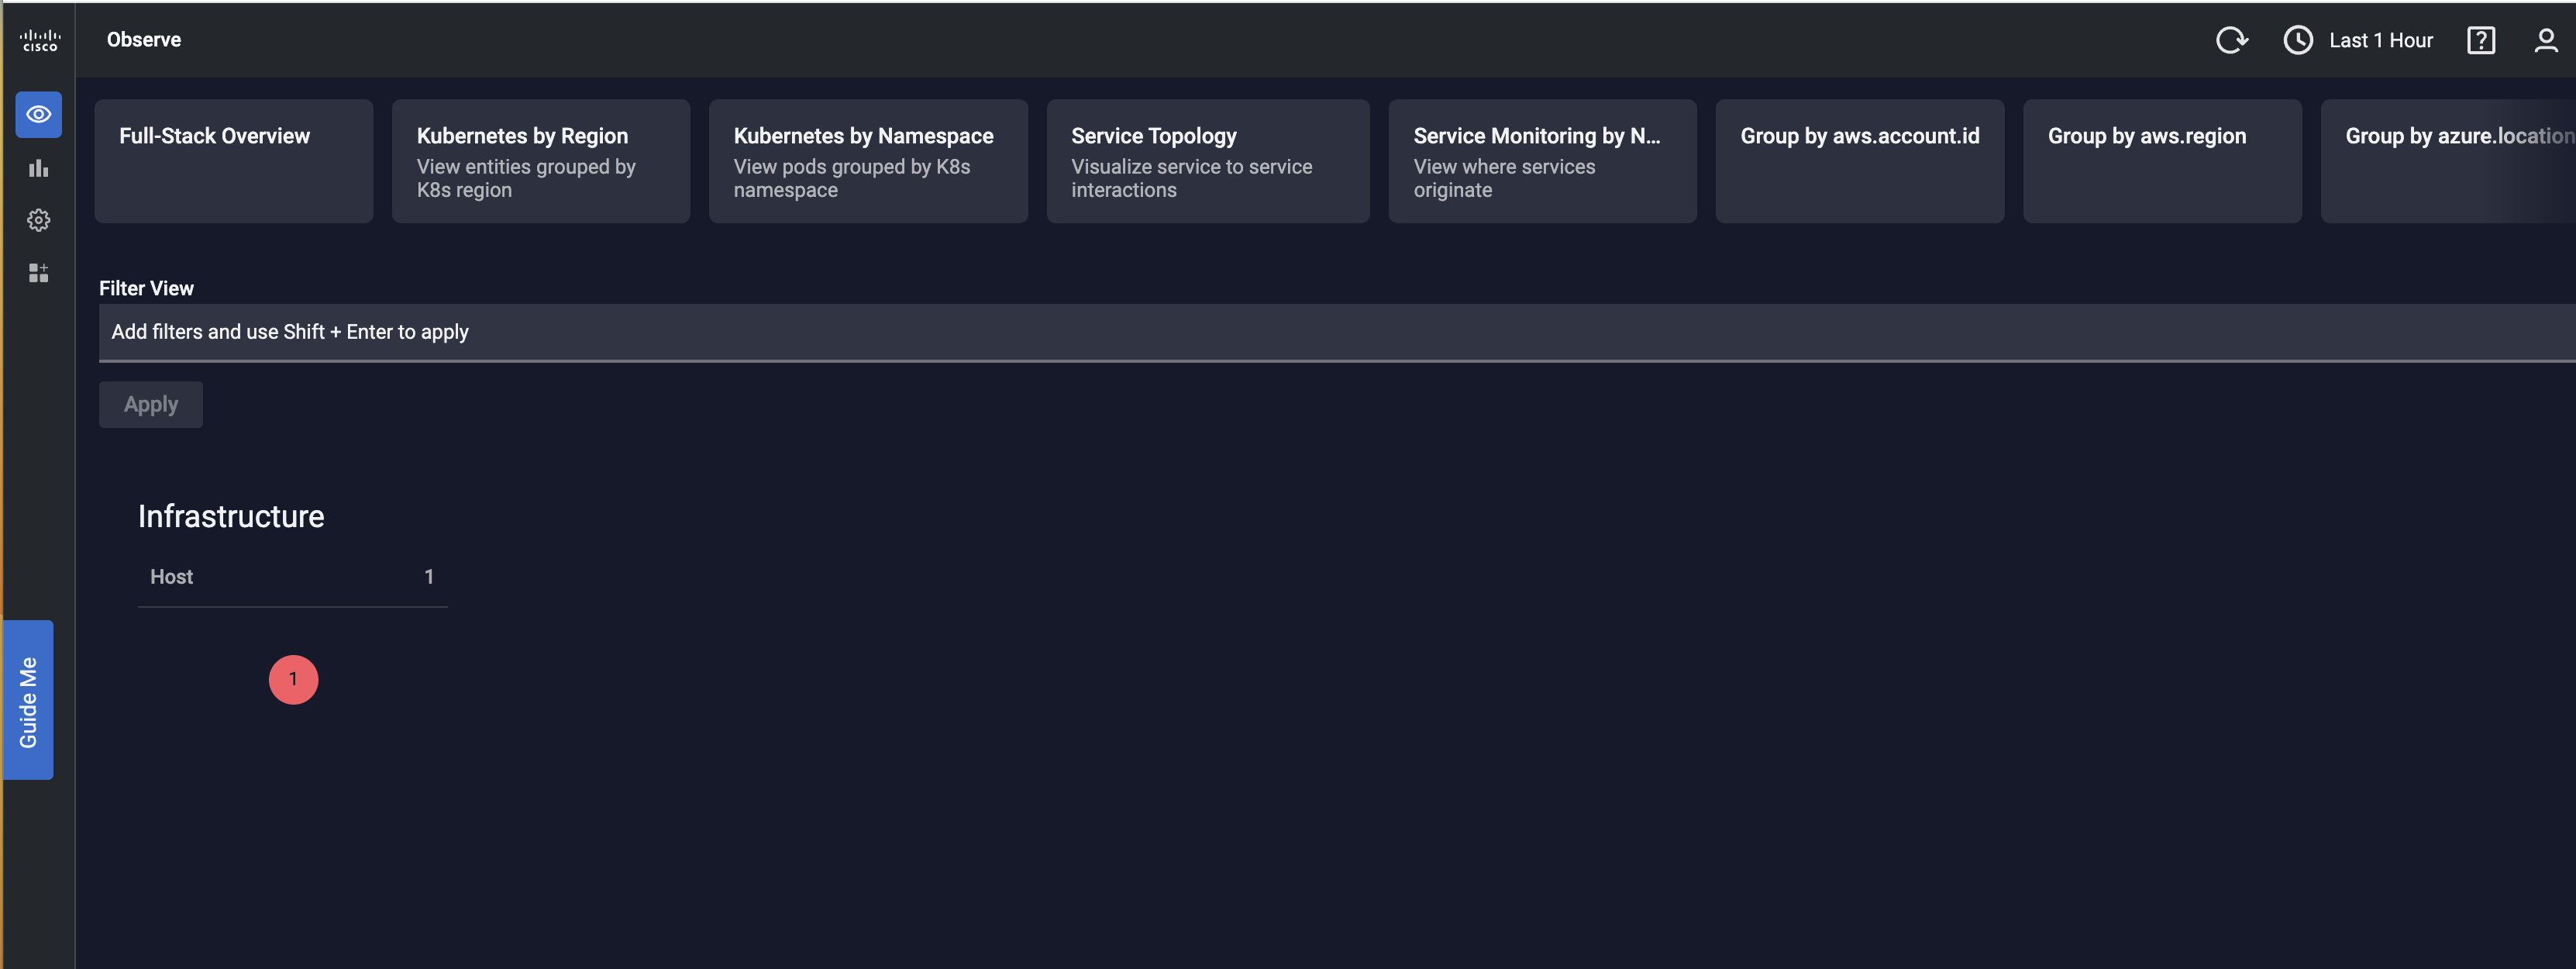 CISCO
Observe
Last 1 Hour
?
Full-Stack Overview
Kubernetes by Region
View entities grouped by
K8s region
Kubernetes by Namespace
View pods grouped by K8s
namespace
Service Topology
Visualize service to service
interactions
Service Monitoring by N...
View where services
originate
Group by aws.account.id
Group by aws.region
Group by azure.location
Filter View
Add filters and use Shift + Enter to apply
Apply
Infrastructure
Host 1
1
Guide Me